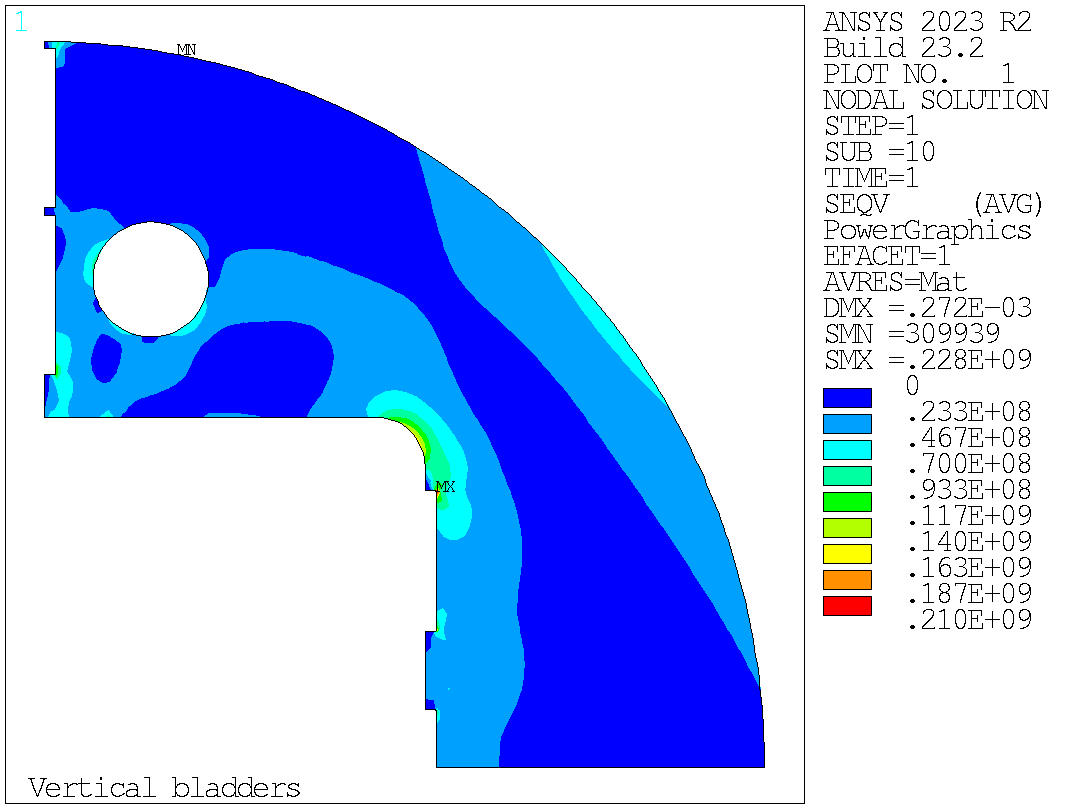 1
ANSYS 2023 R2
Build 23.2
PLOT NO. 1
NODAL SOLUTION
STEP=1
SUB =10
TIME=1
SEQV (AVG)
PowerGraphics
EFACET=1
AVRES=Mat
DMX =.272E-03
SMN =309939
SMX =.228E+09
0
.233E+08
.467E+08
.700E+08
.933E+08
.117E+09
.140E+09
.163E+09
.187E+09
.210E+09
MN
MX
Vertical bladders